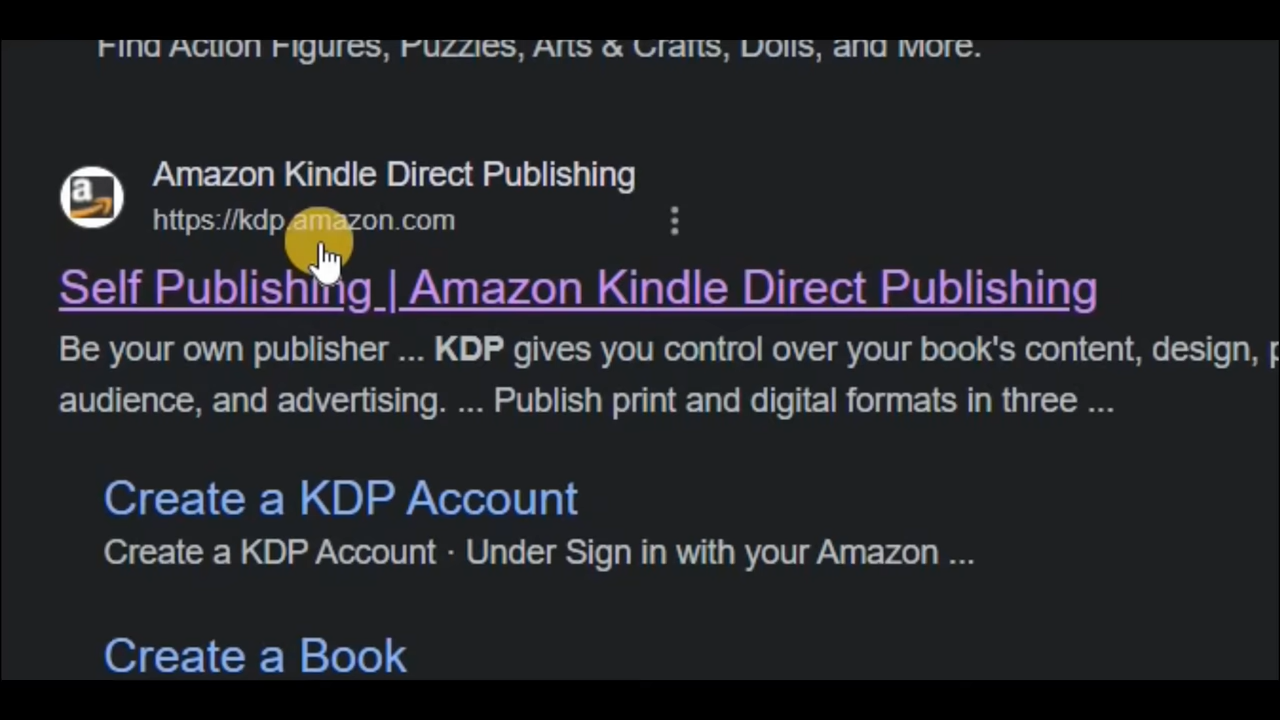 Find Action Figures, Puzzles, Arts & Crafts, Dolls, and More.
Amazon Kindle Direct Publishing
https://kdp.amazon.com
Self Publishing | Amazon Kindle Direct Publishing
Be your own publisher ... KDP gives you control over your book's content, design,
audience, and advertising. ... Publish print and digital formats in three ...
Create a KDP Account
Create a KDP Account · Under Sign in with your Amazon ...
Create a Book